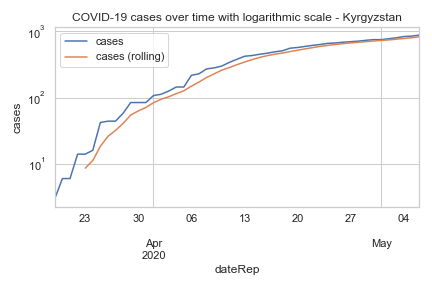 COVID-19 cases over time with logarithmic scale - Kyrgyzstan
cases
cases (rolling)
10³
10²
10¹
cases
23 30 06 13 20 27 04
Apr May
2020
dateRep